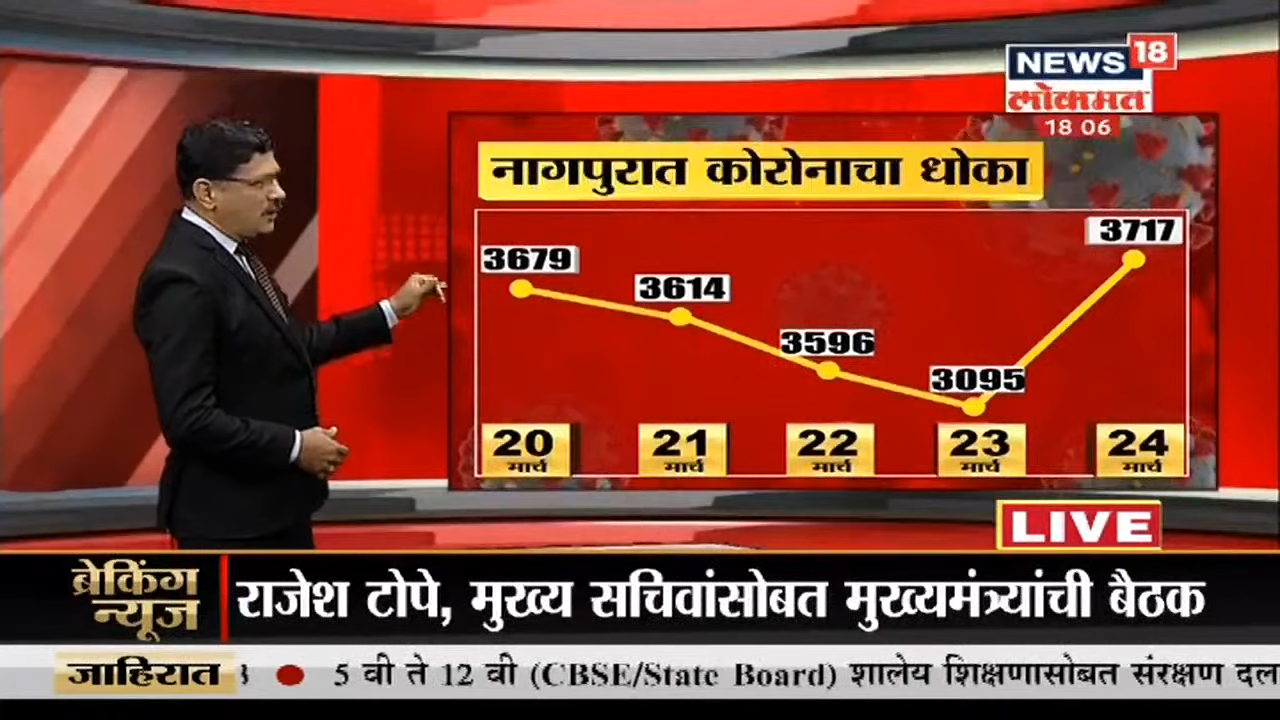 NEWS 18
लोकमत
18 06
नागपुरात कोरोनाचा धोका
3679
3614
3596
3095
3717
20 मार्च
21 मार्च
22 मार्च
23 मार्च
24 मार्च
LIVE
ब्रेकिंग
न्यूज
राजेश टोपे, मुख्य सचिवांसोबत मुख्यमंत्र्यांची बैठक
जाहिरात
5 वी ते 12 वी (CBSE/State Board) शालेय शिक्षणासोबत संरक्षण दल